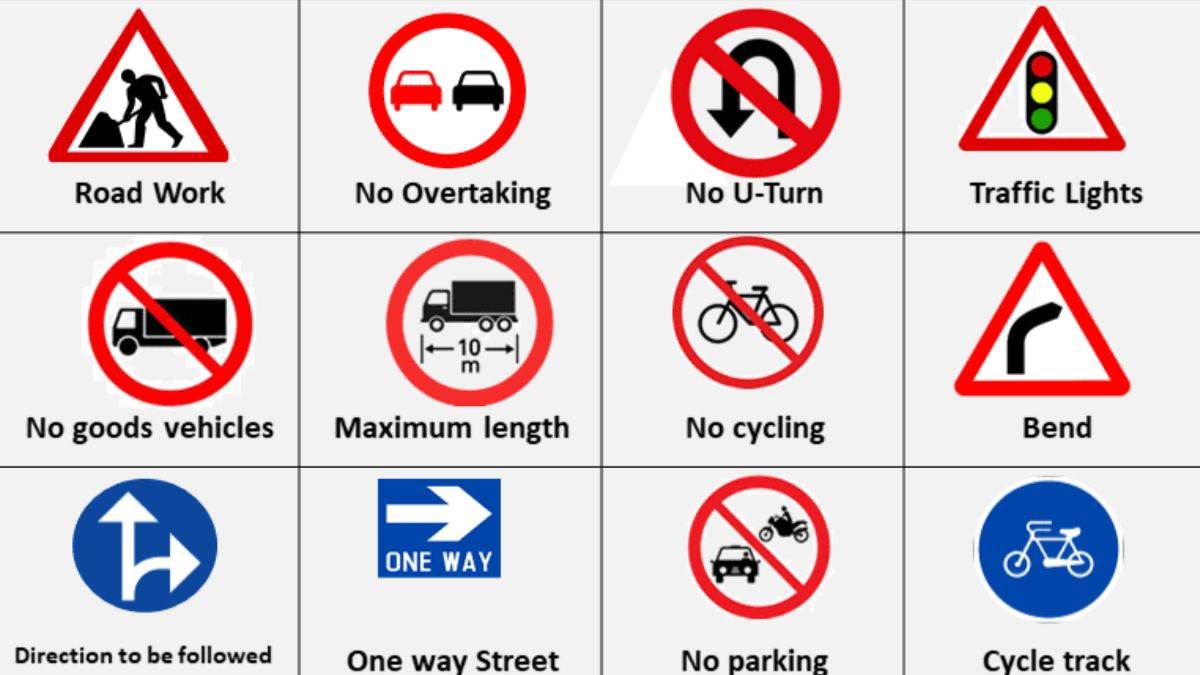 Road Work
No Overtaking
No U-Turn
Traffic Lights
10
m
No goods vehicles
Maximum length
No cycling
Bend
ONE WAY
Direction to be followed
One way Street
No parking
Cycle track